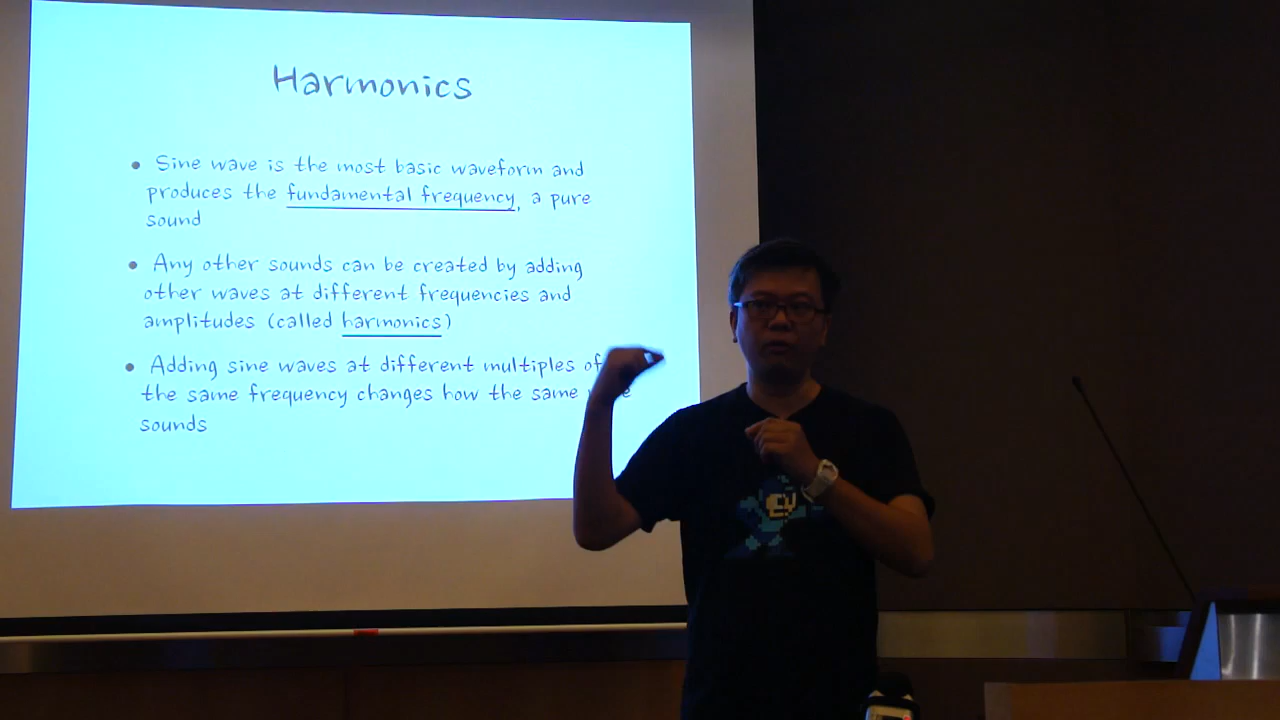 Harmonics
• Sine wave is the most basic waveform and
produces the fundamental frequency, a pure
sound
• Any other sounds can be created by adding
other waves at different frequencies and
amplitudes (called harmonics)
• Adding sine waves at different multiples of
the same frequency changes how the same
sounds